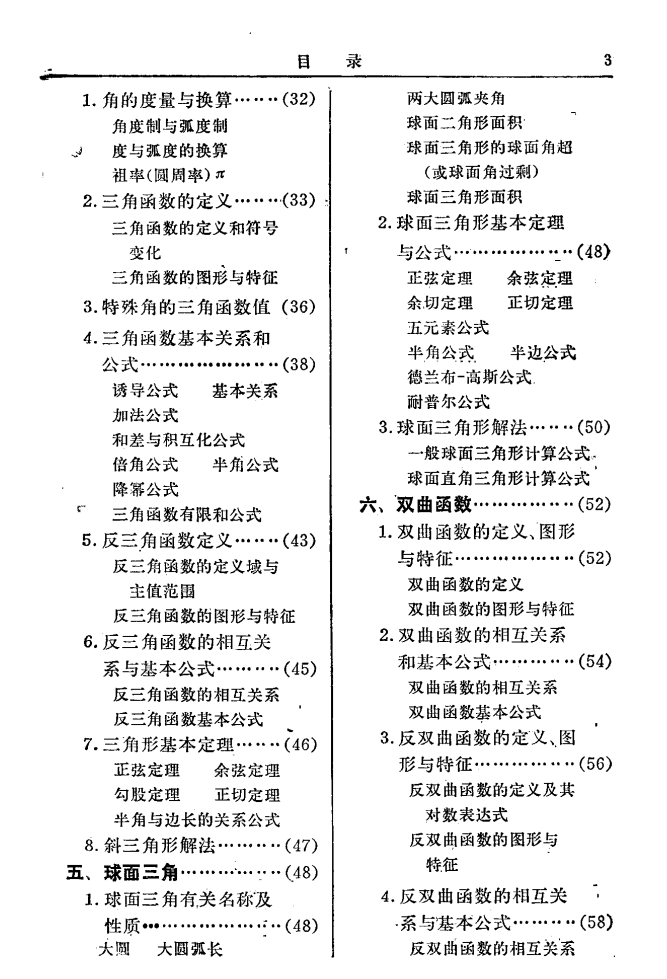 目 录 3
1. 角的度量与换算……(32)
角度制与弧度制
度与弧度的换算
祖率(圆周率)π
2. 三角函数的定义……(33)
三角函数的定义和符号
变化
三角函数的图形与特征
3. 特殊角的三角函数值 (36)
4. 三角函数基本关系和
公式…………………(38)
诱导公式 基本关系
加法公式
和差与积互化公式
倍角公式 半角公式
降幂公式
三角函数有限和公式
5. 反三角函数定义……(43)
反三角函数的定义域与
主值范围
反三角函数的图形与特征
6. 反三角函数的相互关
系与基本公式………(45)
反三角函数的相互关系
反三角函数基本公式
7. 三角形基本定理……(46)
正弦定理 余弦定理
勾股定理 正切定理
半角与边长的关系公式
8. 斜三角形解法………(47)
五、球面三角……………(48)
1. 球面三角有关名称及
性质…………………(48)
大圆 大圆弧长
两大圆弧夹角
球面二角形面积
球面三角形的球面角超
(或球面角过剩)
球面三角形面积
2. 球面三角形基本定理
与公式………………(48)
正弦定理 余弦定理
余切定理 正切定理
五元素公式
半角公式 半边公式
德兰布-高斯公式
耐普尔公式
3. 球面三角形解法……(50)
一般球面三角形计算公式
球面直角三角形计算公式
六、双曲函数……………(52)
1. 双曲函数的定义、图形
与特征………………(52)
双曲函数的定义
双曲函数的图形与特征
2. 双曲函数的相互关系
和基本公式…………(54)
双曲函数的相互关系
双曲函数基本公式
3. 反双曲函数的定义、图
形与特征……………(56)
反双曲函数的定义及其
对数表达式
反双曲函数的图形与
特征
4. 反双曲函数的相互关
系与基本公式………(58)
反双曲函数的相互关系